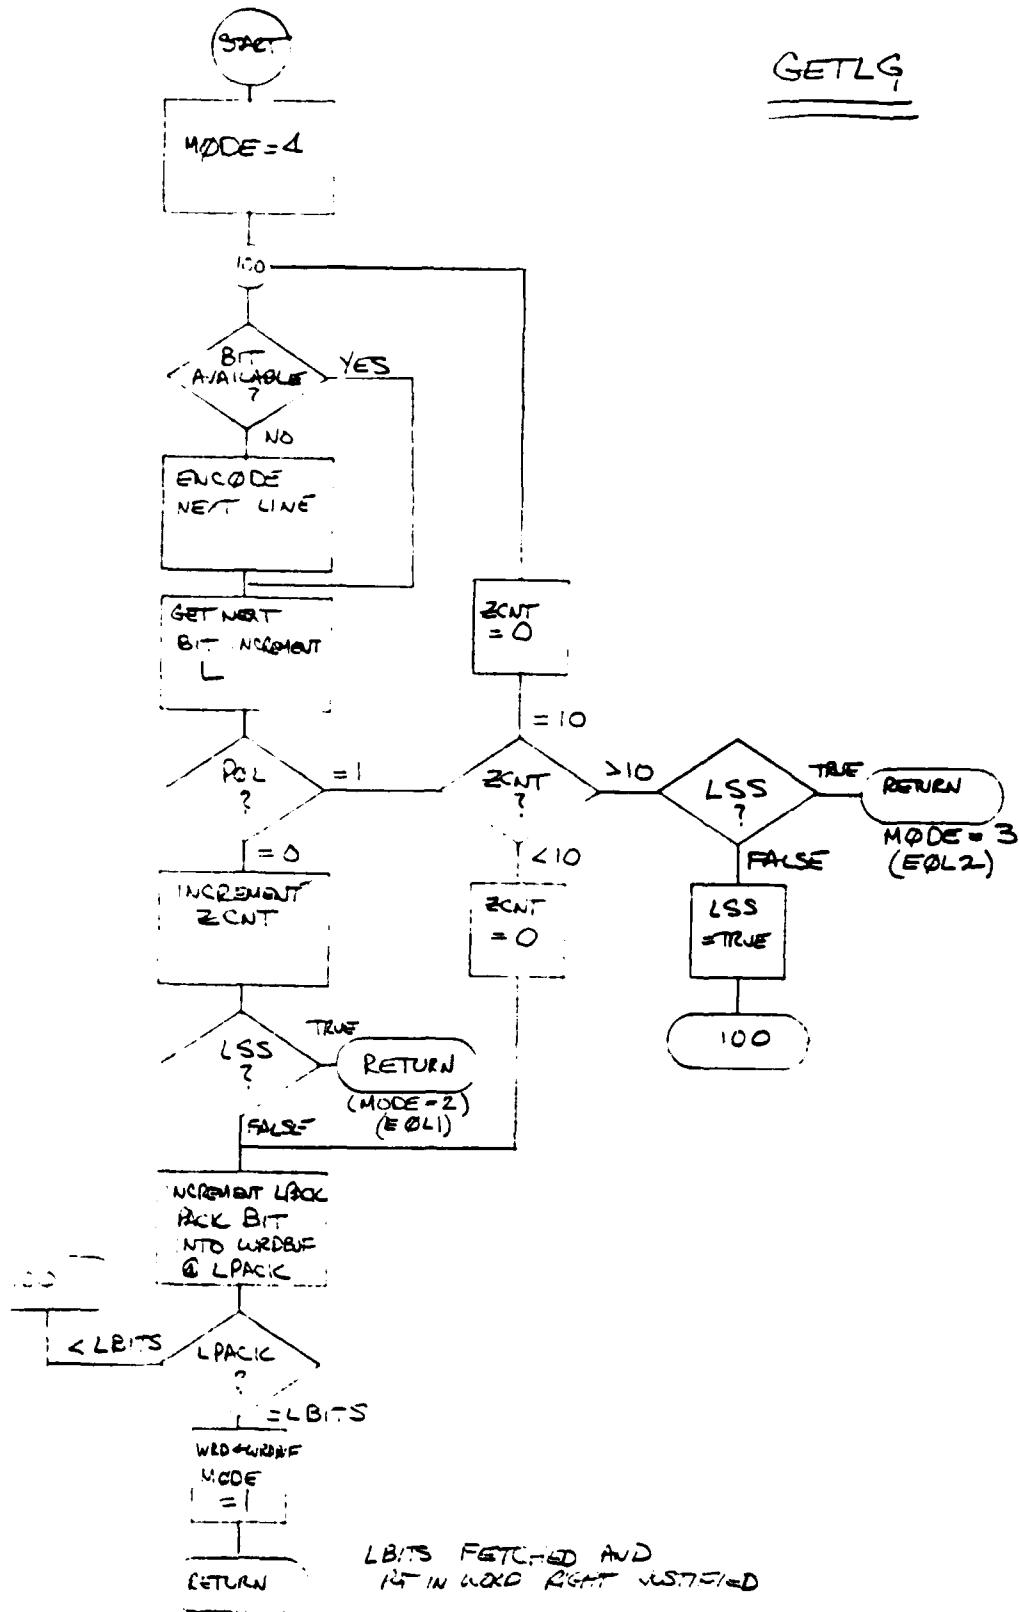 START
GETLG
MØDE=4
100
BIT
AVAILABLE
?
YES
NO
ENCØDE
NEXT LINE
GET NEXT
BIT INCREMENT
L
ZCNT
= 0
= 10
POL
?
= 1
ZCNT
?
>10
LSS
?
TRUE
RETURN
MØDE = 3
(EØL2)
= 0
<10
FALSE
INCREMENT
ZCNT
ZCNT
= 0
LSS
=TRUE
100
LSS
?
TRUE
RETURN
(MODE=2)
(EØL1)
FALSE
INCREMENT LPACK
PACK BIT
INTO WRDBUF
@ LPACK
100
< LBITS
LPACK
?
=LBITS
WRD←WRDBUF
MODE
= 1
RETURN
LBITS FETCHED AND
IN WORD RIGHT JUSTIFIED